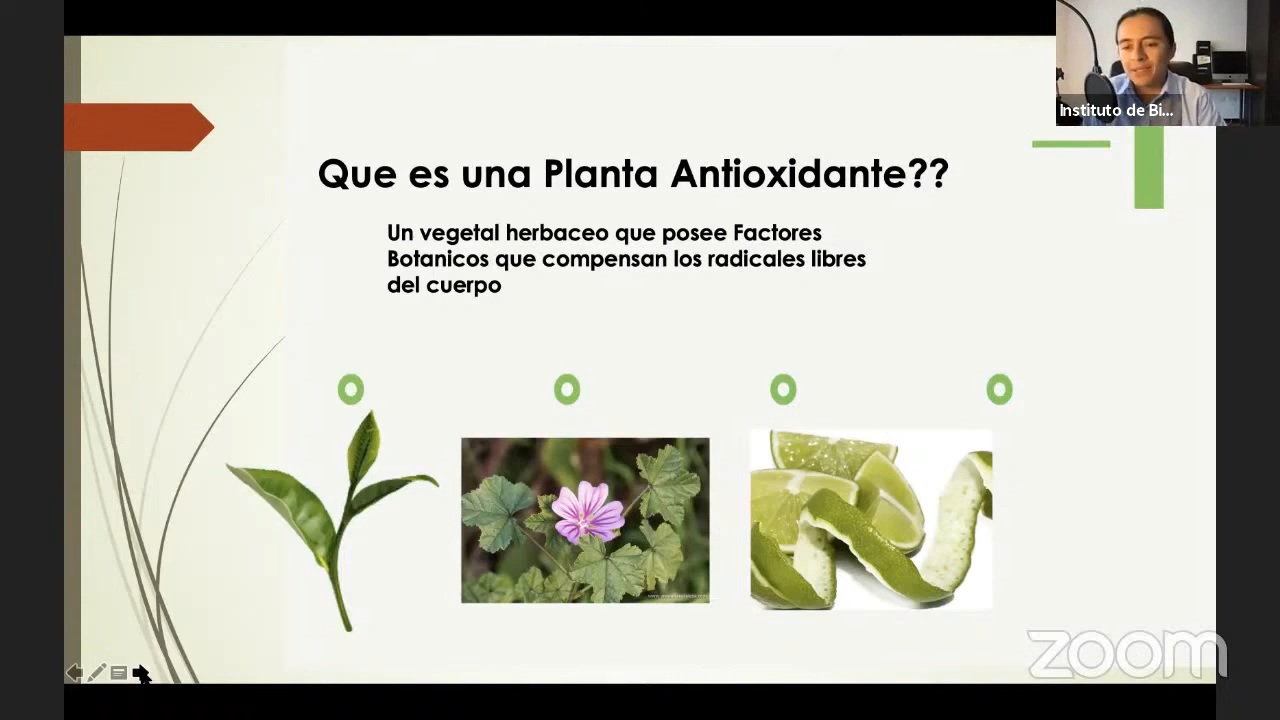 Instituto de Bi...
Que es una Planta Antioxidante??
Un vegetal herbaceo que posee Factores
Botanicos que compensan los radicales libres
del cuerpo
zoom